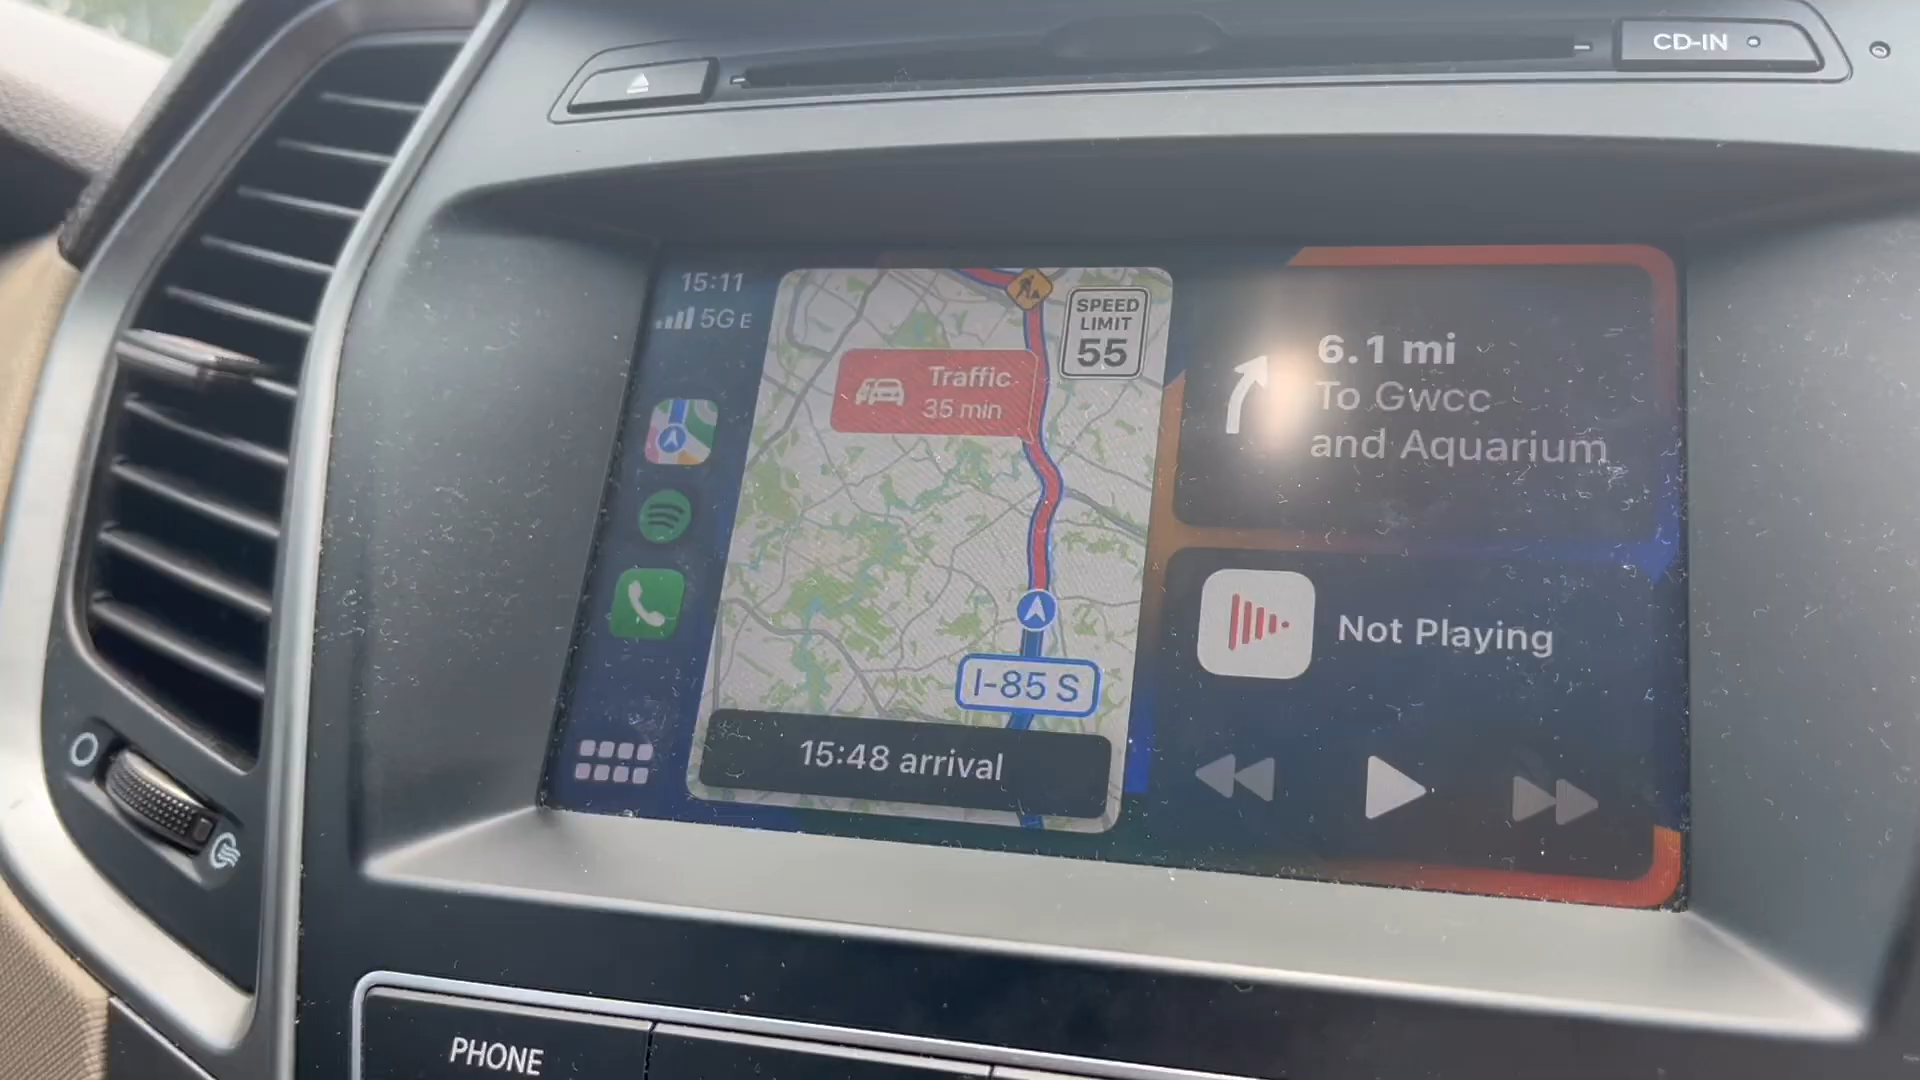 CD-IN
15:11
5G E
SPEED
LIMIT
55
Traffic
35 min
I-85 S
15:48 arrival
6.1 mi
To Gwcc
and Aquarium
Not Playing
PHONE